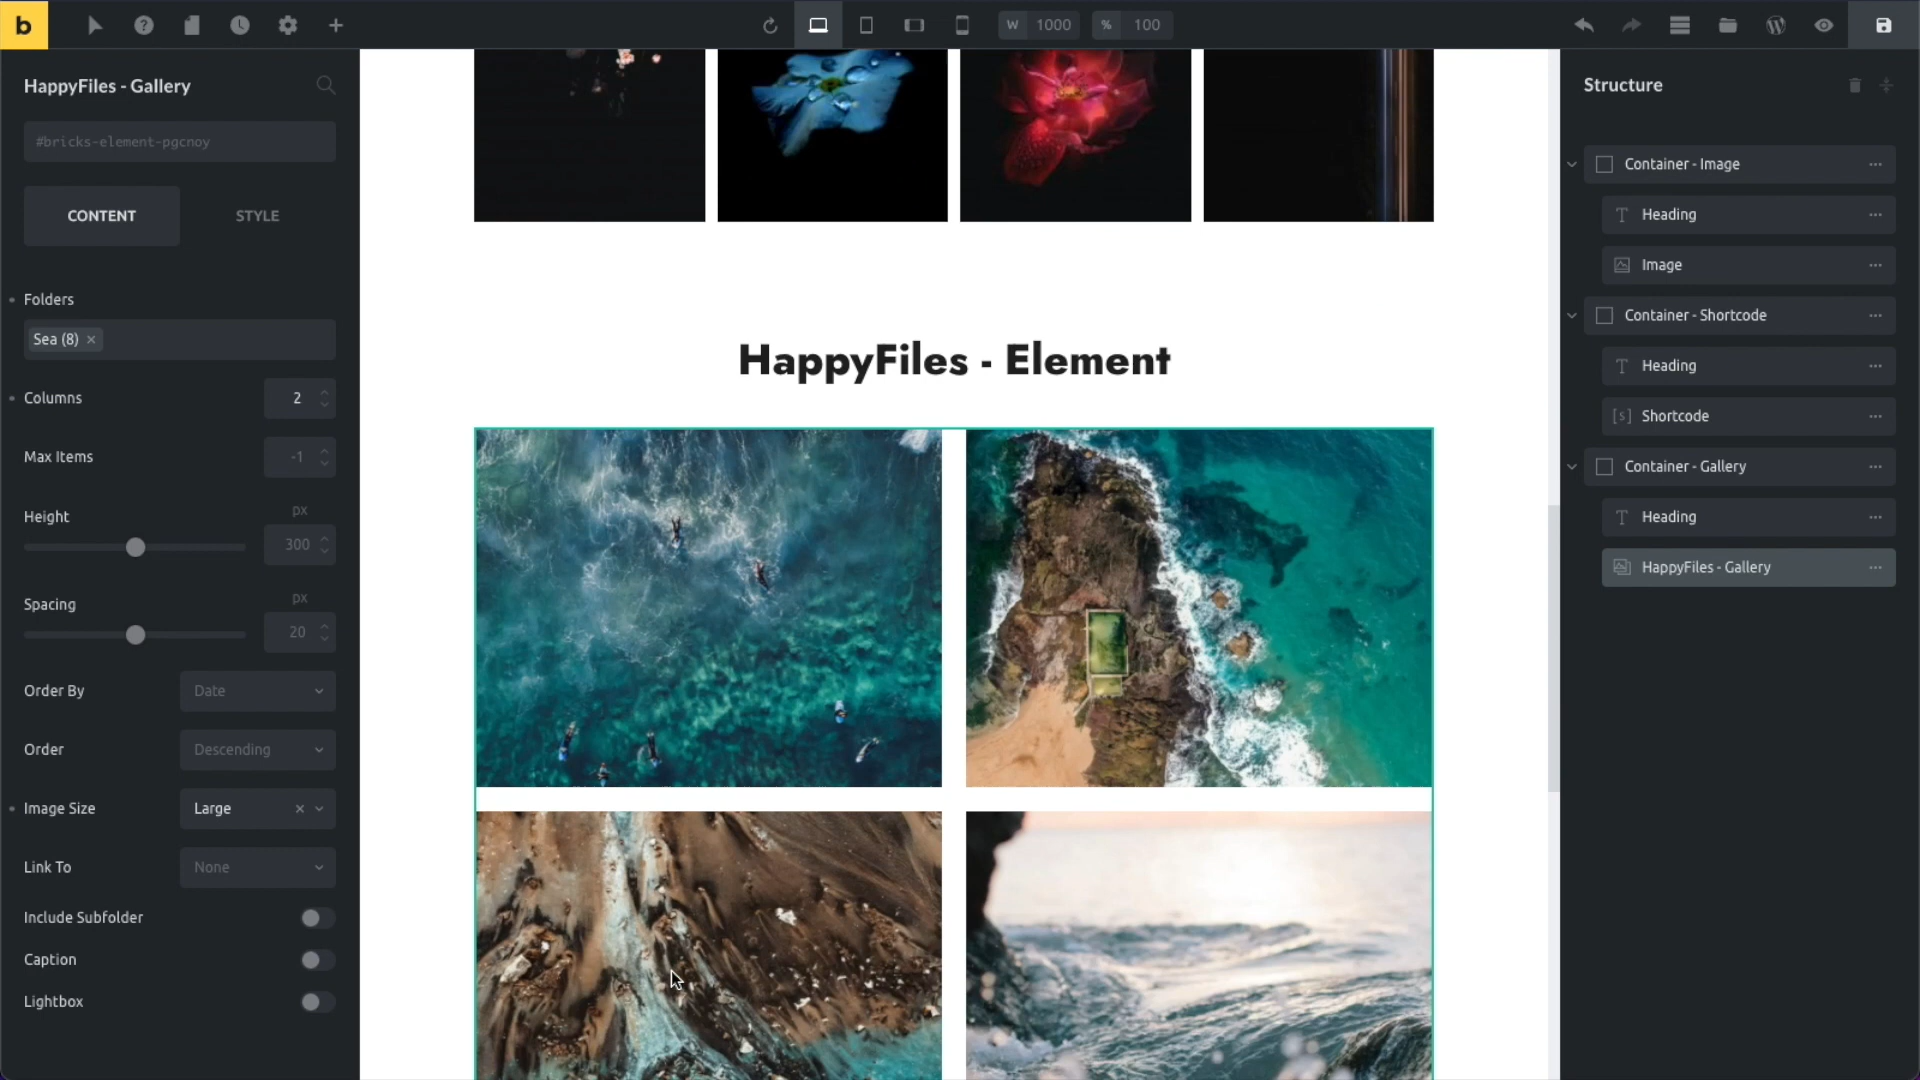 b
W 1000 % 100
HappyFiles - Gallery
#bricks-element-pgcnoy
CONTENT STYLE
Folders
Sea (8) ×
Columns 2
Max Items -1
Height px
300
Spacing px
20
Order By Date
Order Descending
Image Size Large ×
Link To None
Include Subfolder
Caption
Lightbox
HappyFiles - Element
Structure
Container - Image
Heading
Image
Container - Shortcode
Heading
[s] Shortcode
Container - Gallery
Heading
HappyFiles - Gallery